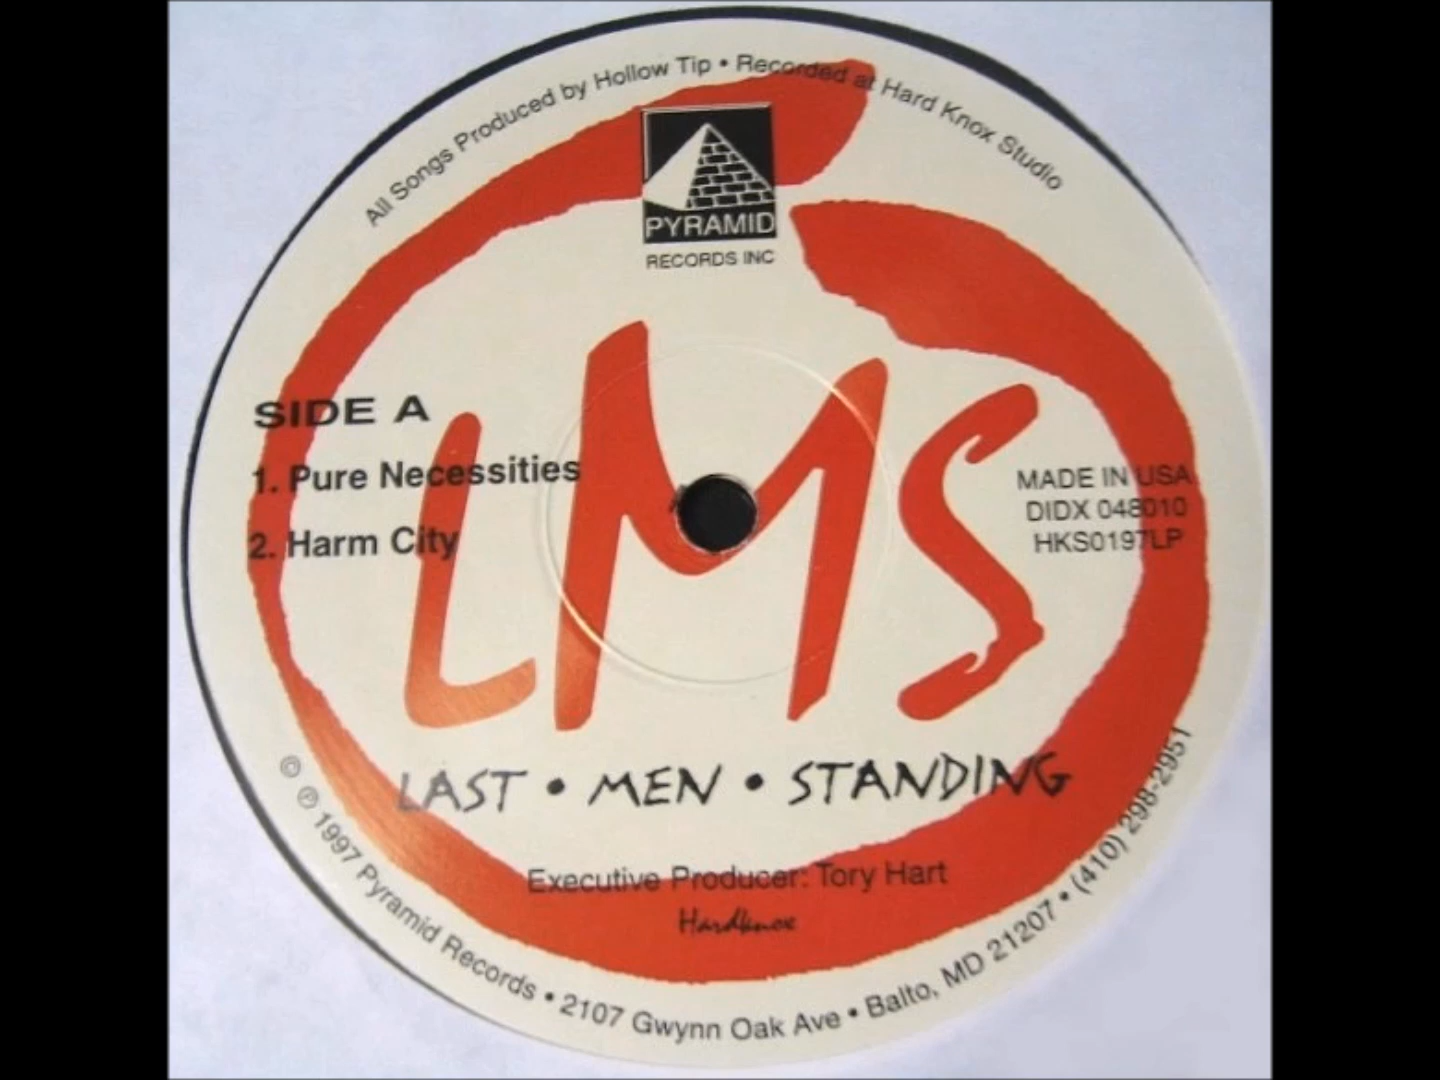 All Songs Produced by Hollow Tip • Recorded at Hard Knox Studio
PYRAMID
RECORDS INC
SIDE A
1. Pure Necessities
2. Harm City
LMS
MADE IN USA
DIDX 048010
HKS0197LP
LAST • MEN • STANDING
Executive Producer: Tory Hart
Hardknox
© ℗ 1997 Pyramid Records • 2107 Gwynn Oak Ave • Balto, MD 21207 • (410) 298-2951